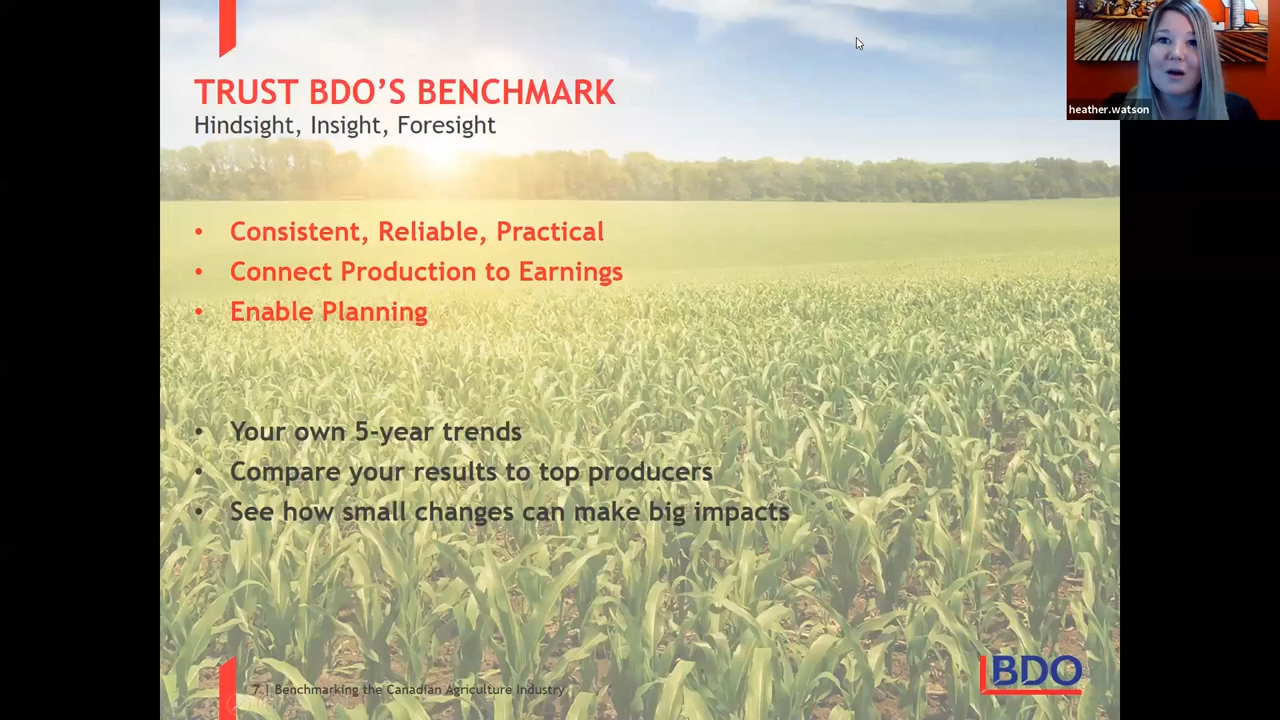 TRUST BDO’S BENCHMARK
Hindsight, Insight, Foresight
heather.watson
• Consistent, Reliable, Practical
• Connect Production to Earnings
• Enable Planning
• Your own 5-year trends
• Compare your results to top producers
• See how small changes can make big impacts
7 | Benchmarking the Canadian Agriculture Industry
BDO